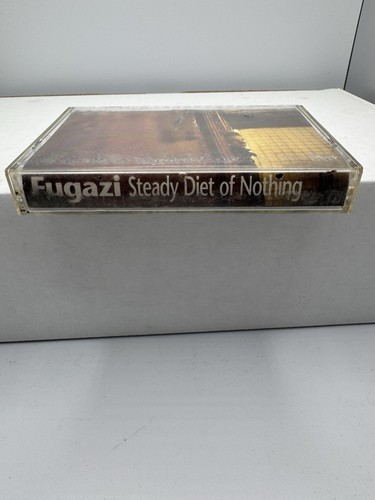 Fugazi Steady Diet of Nothing